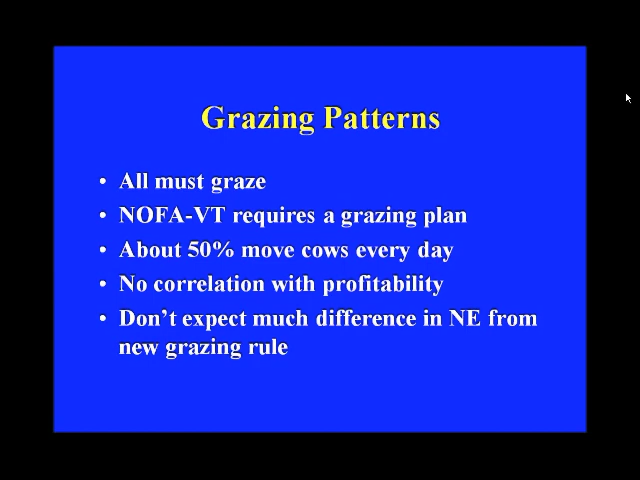 Grazing Patterns
• All must graze
• NOFA-VT requires a grazing plan
• About 50% move cows every day
• No correlation with profitability
• Don’t expect much difference in NE from
new grazing rule